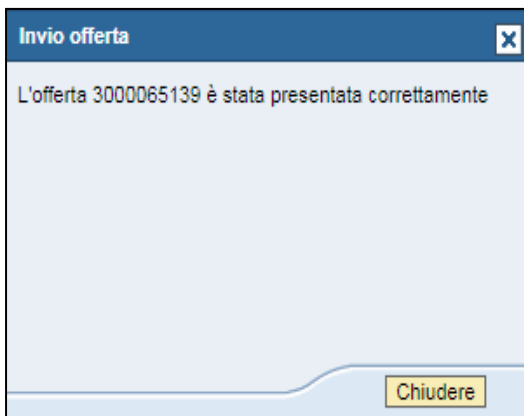 Invio offerta
L'offerta 3000065139 è stata presentata correttamente
Chiudere